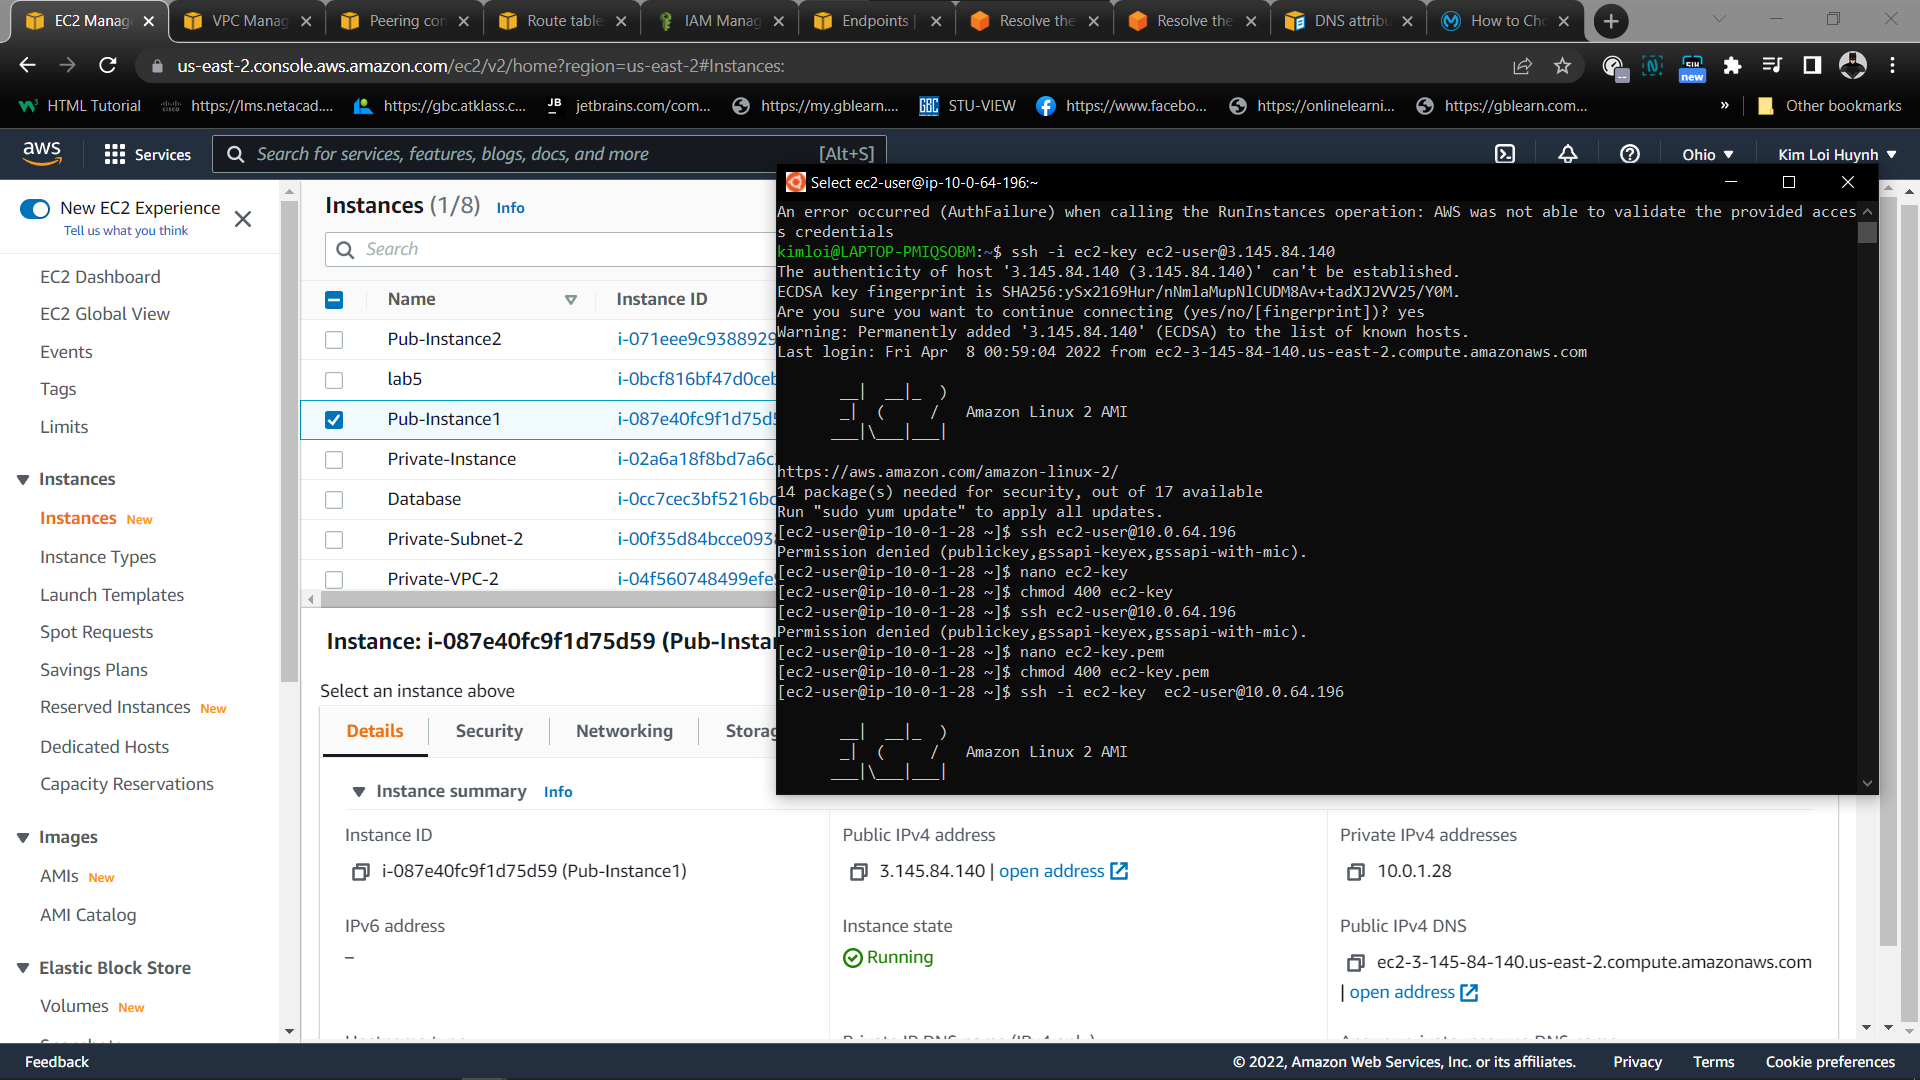 EC2 Manag
VPC Manag
Peering con
Route table
IAM Manag
Endpoints |
Resolve the
Resolve the
DNS attribu
How to Ch
us-east-2.console.aws.amazon.com/ec2/v2/home?region=us-east-2#Instances:
new
HTML Tutorial
https://lms.netacad....
https://gbc.atklass.c...
JB jetbrains.com/com...
https://my.gblearn....
GBC STU-VIEW
https://www.facebo...
https://onlinelearni...
https://gblearn.com...
»
Other bookmarks
aws
Services
Search for services, features, blogs, docs, and more [Alt+S]
Ohio
Kim Loi Huynh
New EC2 Experience
Tell us what you think
EC2 Dashboard
EC2 Global View
Events
Tags
Limits
Instances
Instances New
Instance Types
Launch Templates
Spot Requests
Savings Plans
Reserved Instances New
Dedicated Hosts
Capacity Reservations
Images
AMIs New
AMI Catalog
Elastic Block Store
Volumes New
Instances (1/8) Info
Search
Name Instance ID
Pub-Instance2 i-071eee9c9388929
lab5 i-0bcf816bf47d0ceb
Pub-Instance1 i-087e40fc9f1d75d5
Private-Instance i-02a6a18f8bd7a6c
Database i-0cc7cec3bf5216bc
Private-Subnet-2 i-00f35d84bcce093
Private-VPC-2 i-04f560748499efe
Select ec2-user@ip-10-0-64-196:~
An error occurred (AuthFailure) when calling the RunInstances operation: AWS was not able to validate the provided acces
s credentials
kimloi@LAPTOP-PMIQSOBM:~$ ssh -i ec2-key ec2-user@3.145.84.140
The authenticity of host '3.145.84.140 (3.145.84.140)' can't be established.
ECDSA key fingerprint is SHA256:ySx2169Hur/nNmlaMupNlCUDM8Av+tadXJ2VV25/Y0M.
Are you sure you want to continue connecting (yes/no/[fingerprint])? yes
Warning: Permanently added '3.145.84.140' (ECDSA) to the list of known hosts.
Last login: Fri Apr  8 00:59:04 2022 from ec2-3-145-84-140.us-east-2.compute.amazonaws.com
__|  __|_  )
_|  (     /   Amazon Linux 2 AMI
___|\___|___|
https://aws.amazon.com/amazon-linux-2/
14 package(s) needed for security, out of 17 available
Run "sudo yum update" to apply all updates.
[ec2-user@ip-10-0-1-28 ~]$ ssh ec2-user@10.0.64.196
Permission denied (publickey,gssapi-keyex,gssapi-with-mic).
[ec2-user@ip-10-0-1-28 ~]$ nano ec2-key
[ec2-user@ip-10-0-1-28 ~]$ chmod 400 ec2-key
[ec2-user@ip-10-0-1-28 ~]$ ssh ec2-user@10.0.64.196
Permission denied (publickey,gssapi-keyex,gssapi-with-mic).
[ec2-user@ip-10-0-1-28 ~]$ nano ec2-key.pem
[ec2-user@ip-10-0-1-28 ~]$ chmod 400 ec2-key.pem
[ec2-user@ip-10-0-1-28 ~]$ ssh -i ec2-key  ec2-user@10.0.64.196
__|  __|_  )
_|  (     /   Amazon Linux 2 AMI
___|\___|___|
Instance: i-087e40fc9f1d75d59 (Pub-Insta
Select an instance above
Details Security Networking Storag
Instance summary Info
Instance ID
i-087e40fc9f1d75d59 (Pub-Instance1)
Public IPv4 address
3.145.84.140 | open address
Private IPv4 addresses
10.0.1.28
IPv6 address
–
Instance state
Running
Public IPv4 DNS
ec2-3-145-84-140.us-east-2.compute.amazonaws.com
| open address
Feedback
© 2022, Amazon Web Services, Inc. or its affiliates.
Privacy
Terms
Cookie preferences